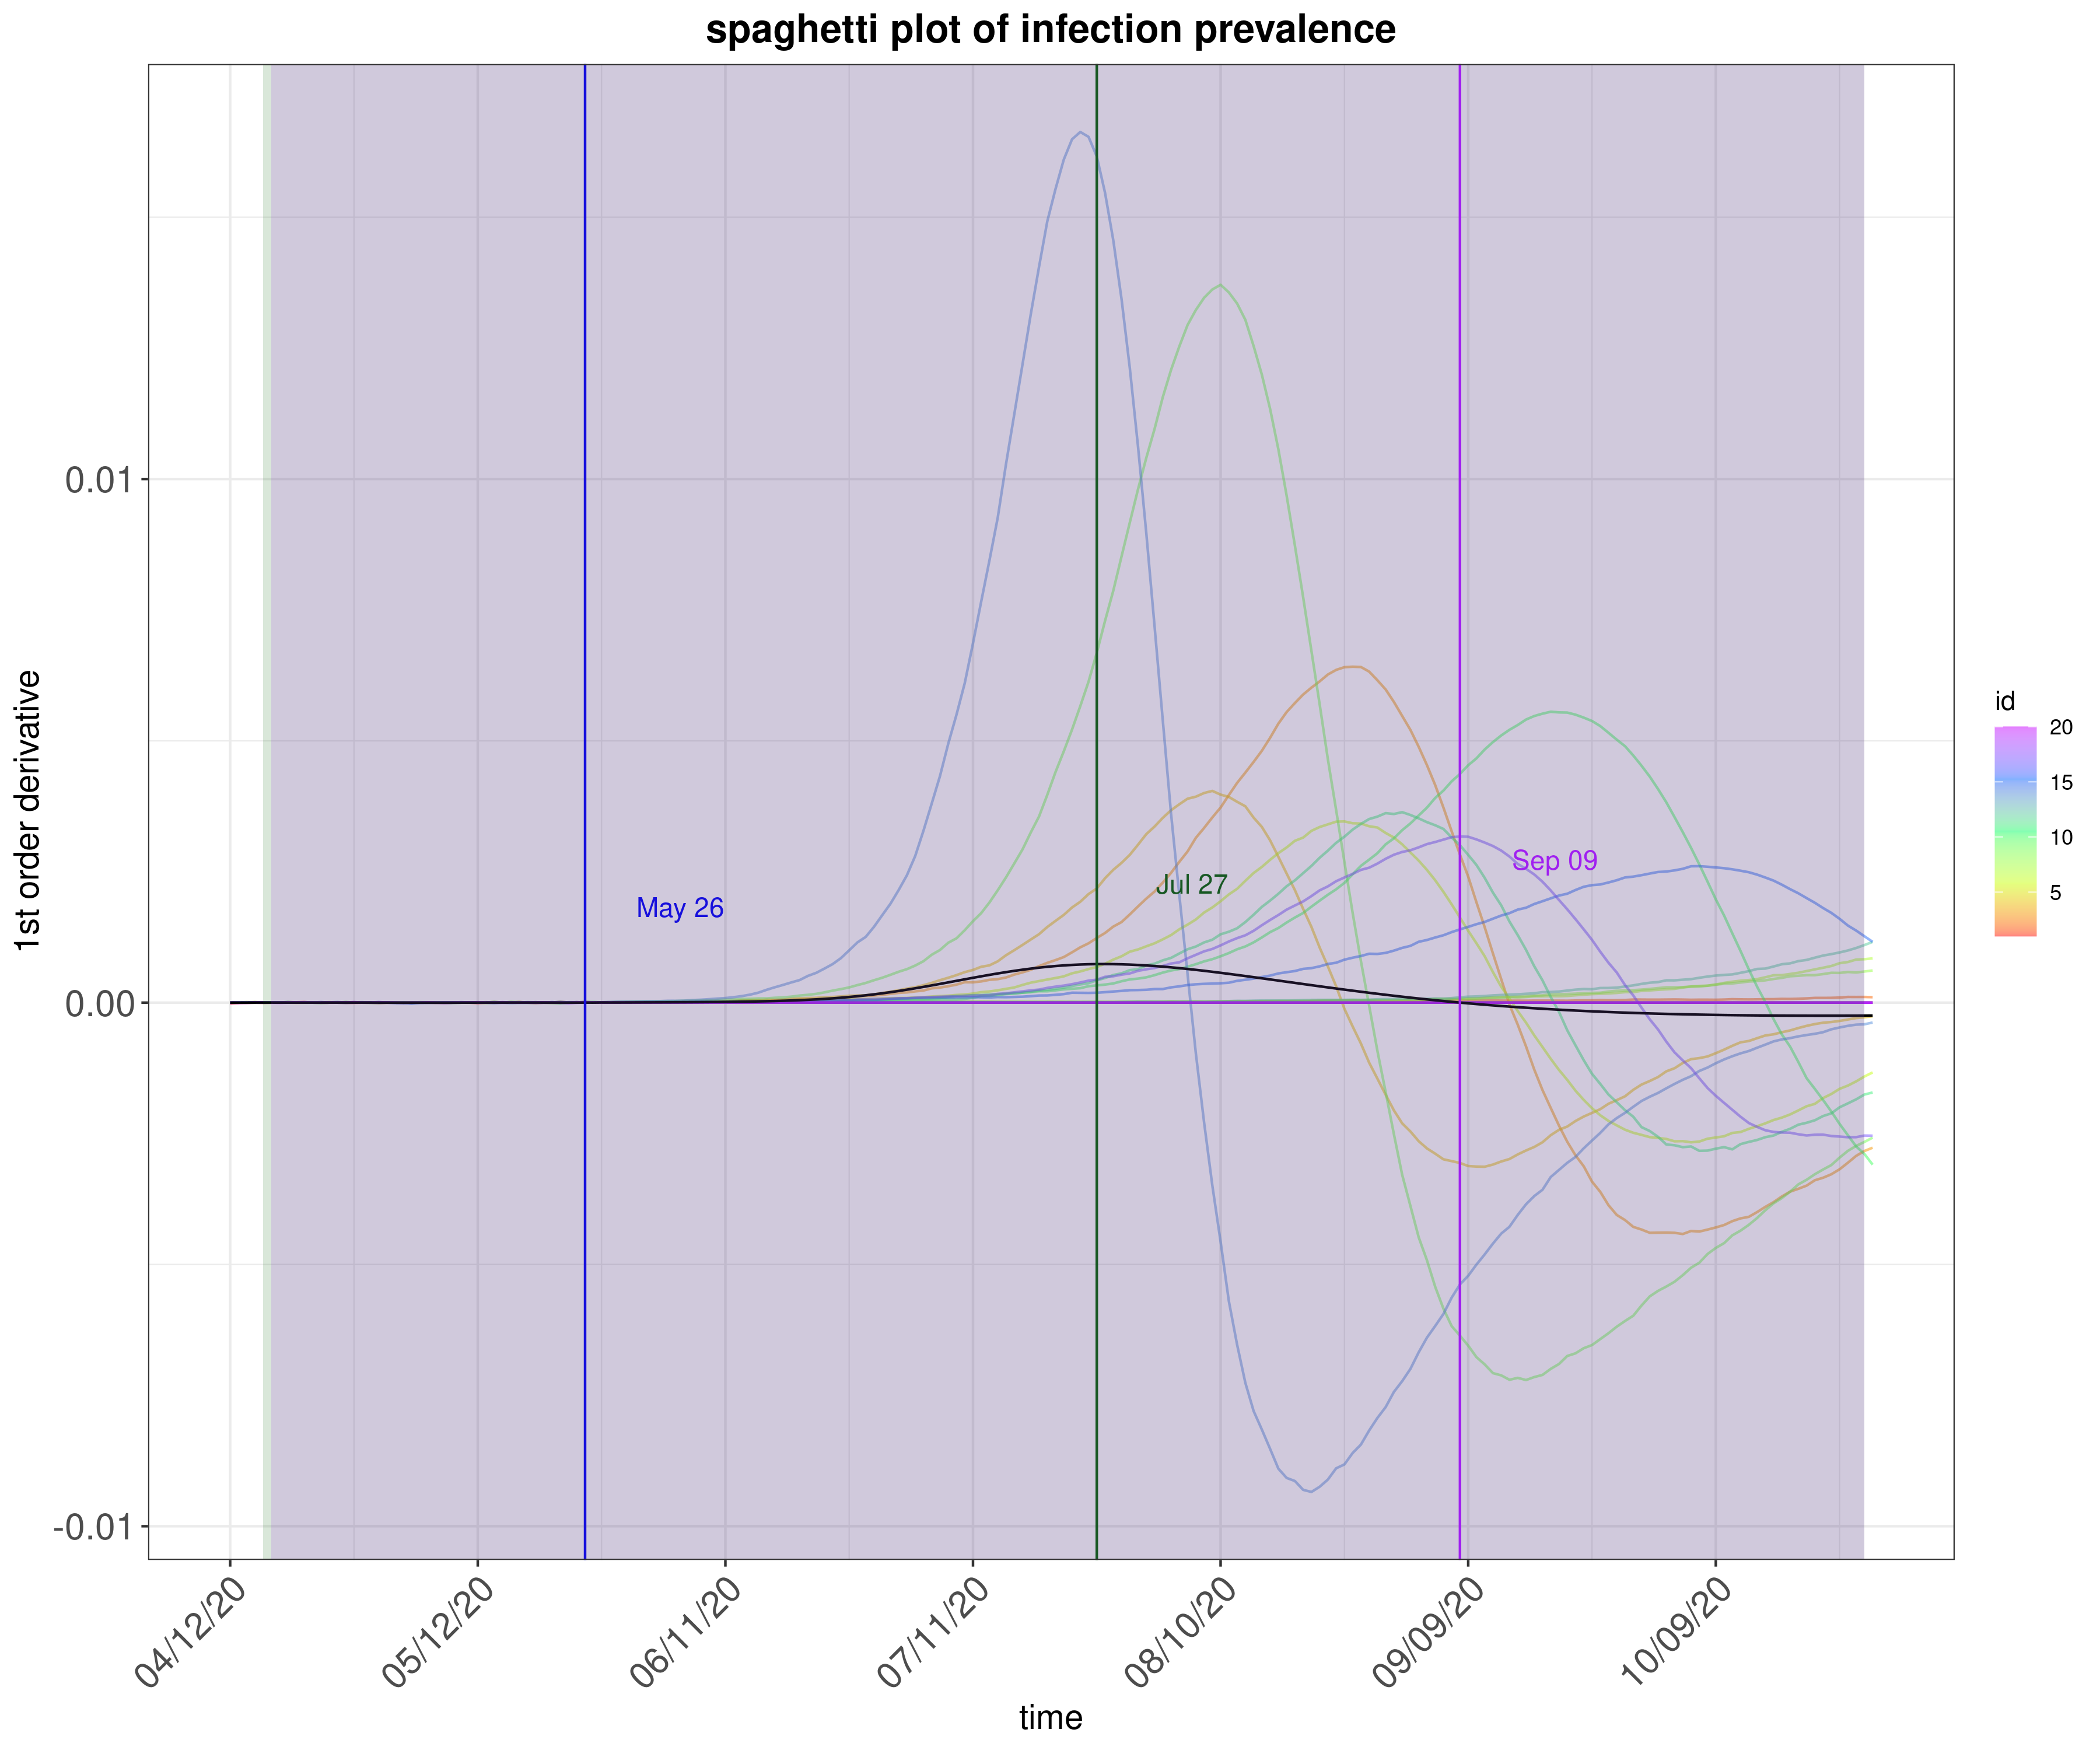 spaghetti plot of infection prevalence
1st order derivative
0.01
0.00
-0.01
May 26
Jul 27
Sep 09
04/12/20
05/12/20
06/11/20
07/11/20
08/10/20
09/09/20
10/09/20
time
id
20
15
10
5